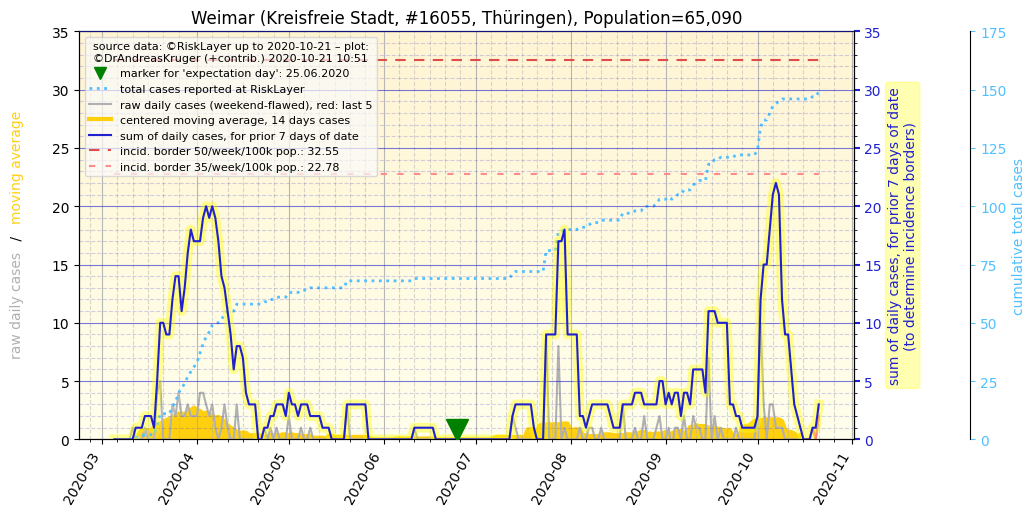 Weimar (Kreisfreie Stadt, #16055, Thüringen), Population=65,090
source data: ©RiskLayer up to 2020-10-21 – plot:
©DrAndreasKruger (+contrib.) 2020-10-21 10:51
marker for 'expectation day': 25.06.2020
total cases reported at RiskLayer
raw daily cases (weekend-flawed), red: last 5
centered moving average, 14 days cases
sum of daily cases, for prior 7 days of date
incid. border 50/week/100k pop.: 32.55
incid. border 35/week/100k pop.: 22.78
raw daily cases / moving average
35
30
25
20
15
10
5
0
35
30
25
20
15
10
5
0
sum of daily cases, for prior 7 days of date
(to determine incidence borders)
175
150
125
100
75
50
25
0
cumulative total cases
2020-03
2020-04
2020-05
2020-06
2020-07
2020-08
2020-09
2020-10
2020-11